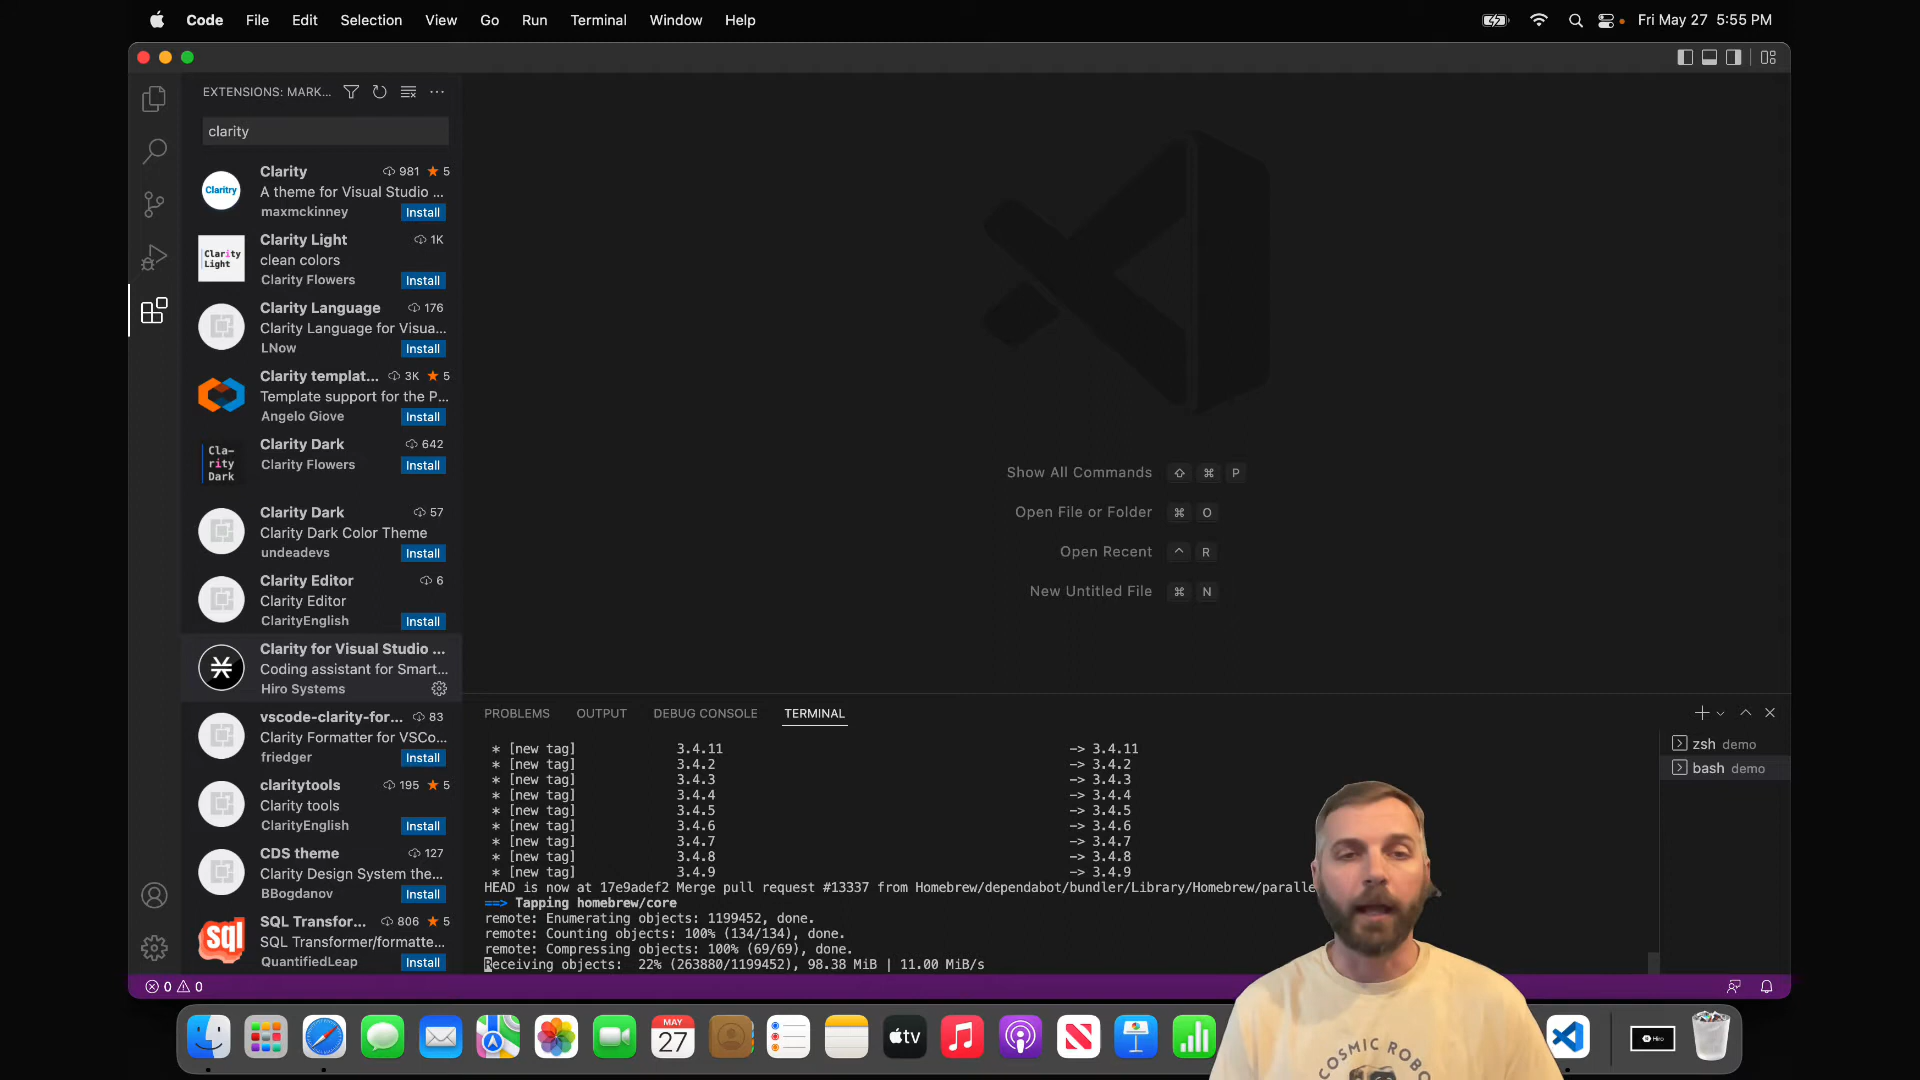 Code File Edit Selection View Go Run Terminal Window Help
Fri May 27 5:55 PM
EXTENSIONS: MARK...
clarity
Clarity 981 5
A theme for Visual Studio ...
maxmckinney Install
Claritry
Clarity Light 1K
clean colors
Clarity Flowers Install
Clarity
Light
Clarity Language 176
Clarity Language for Visua...
LNow Install
Clarity templat... 3K 5
Template support for the P...
Angelo Giove Install
Clarity Dark 642
Clarity Flowers Install
Cla-
rity
Dark
Clarity Dark 57
Clarity Dark Color Theme
undeadevs Install
Clarity Editor 6
Clarity Editor
ClarityEnglish Install
Clarity for Visual Studio ...
Coding assistant for Smart...
Hiro Systems
vscode-clarity-for... 83
Clarity Formatter for VSCo...
friedger Install
claritytools 195 5
Clarity tools
ClarityEnglish Install
CDS theme 127
Clarity Design System the...
BBogdanov Install
SQL Transfor... 806 5
SQL Transformer/formatte...
QuantifiedLeap Install
sql
Show All Commands ⇧ ⌘ P
Open File or Folder ⌘ O
Open Recent ^ R
New Untitled File ⌘ N
PROBLEMS OUTPUT DEBUG CONSOLE TERMINAL
* [new tag] 3.4.11 -> 3.4.11
* [new tag] 3.4.2 -> 3.4.2
* [new tag] 3.4.3 -> 3.4.3
* [new tag] 3.4.4 -> 3.4.4
* [new tag] 3.4.5 -> 3.4.5
* [new tag] 3.4.6 -> 3.4.6
* [new tag] 3.4.7 -> 3.4.7
* [new tag] 3.4.8 -> 3.4.8
* [new tag] 3.4.9 -> 3.4.9
HEAD is now at 17e9adef2 Merge pull request #13337 from Homebrew/dependabot/bundler/Library/Homebrew/paralle
==> Tapping homebrew/core
remote: Enumerating objects: 1199452, done.
remote: Counting objects: 100% (134/134), done.
remote: Compressing objects: 100% (69/69), done.
Receiving objects: 22% (263880/1199452), 98.38 MiB | 11.00 MiB/s
zsh demo
bash demo
0 0
MAY
27
tv
Hiro
COSMIC ROBO